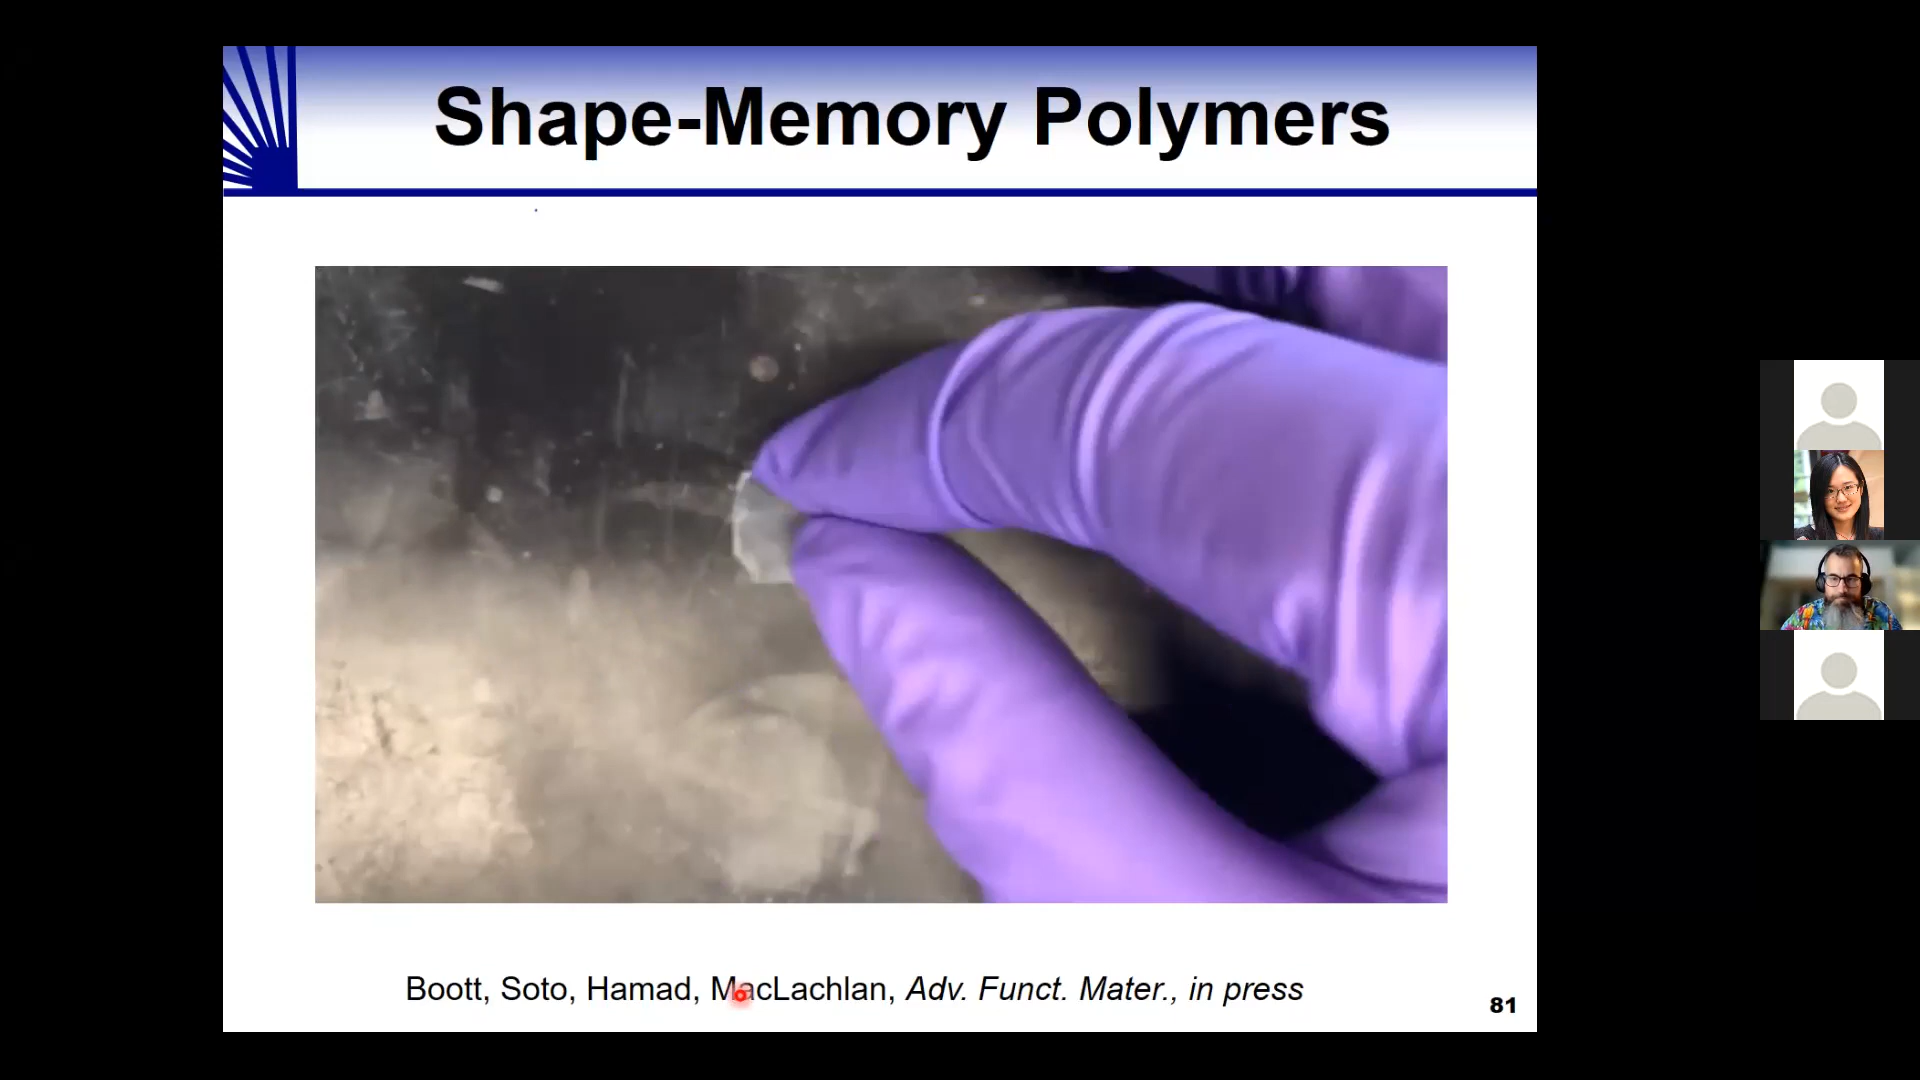 Shape-Memory Polymers
Boott, Soto, Hamad, MacLachlan, Adv. Funct. Mater., in press
81